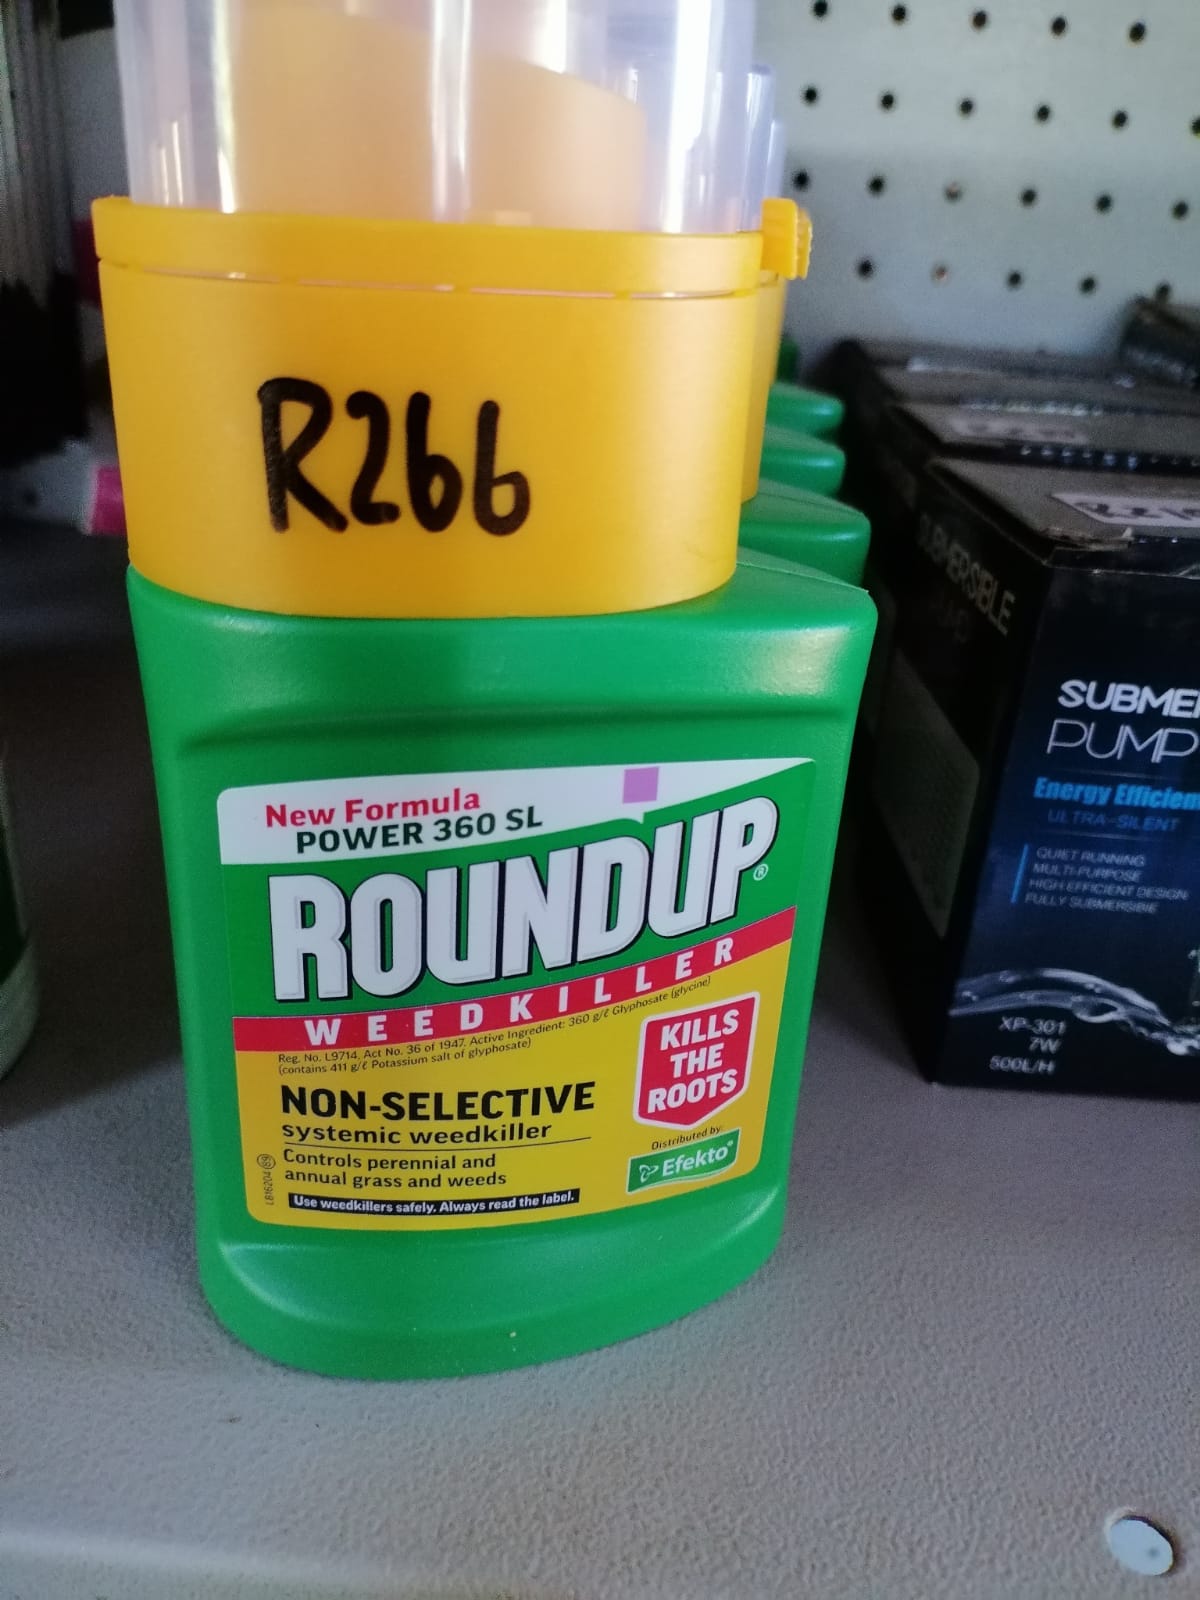 R266
New Formula
POWER 360 SL
ROUNDUP®
WEEDKILLER
Reg. No. L9714, Act No. 36 of 1947. Active Ingredient: 360 g/ℓ Glyphosate (glycine)
(contains 411 g/ℓ Potassium salt of glyphosate)
KILLS
THE
ROOTS
NON-SELECTIVE
systemic weedkiller
Controls perennial and
annual grass and weeds
Use weedkillers safely. Always read the label.
Distributed by:
Efekto®
SUBMERSIBLE
SUBME
PUMP
Energy Efficien
ULTRA-SILENT
QUIET RUNNING
MULTI-PURPOSE
HIGH EFFICIENT DESIGN
FULLY SUBMERSIBIE
XP-301
7W
500L/H